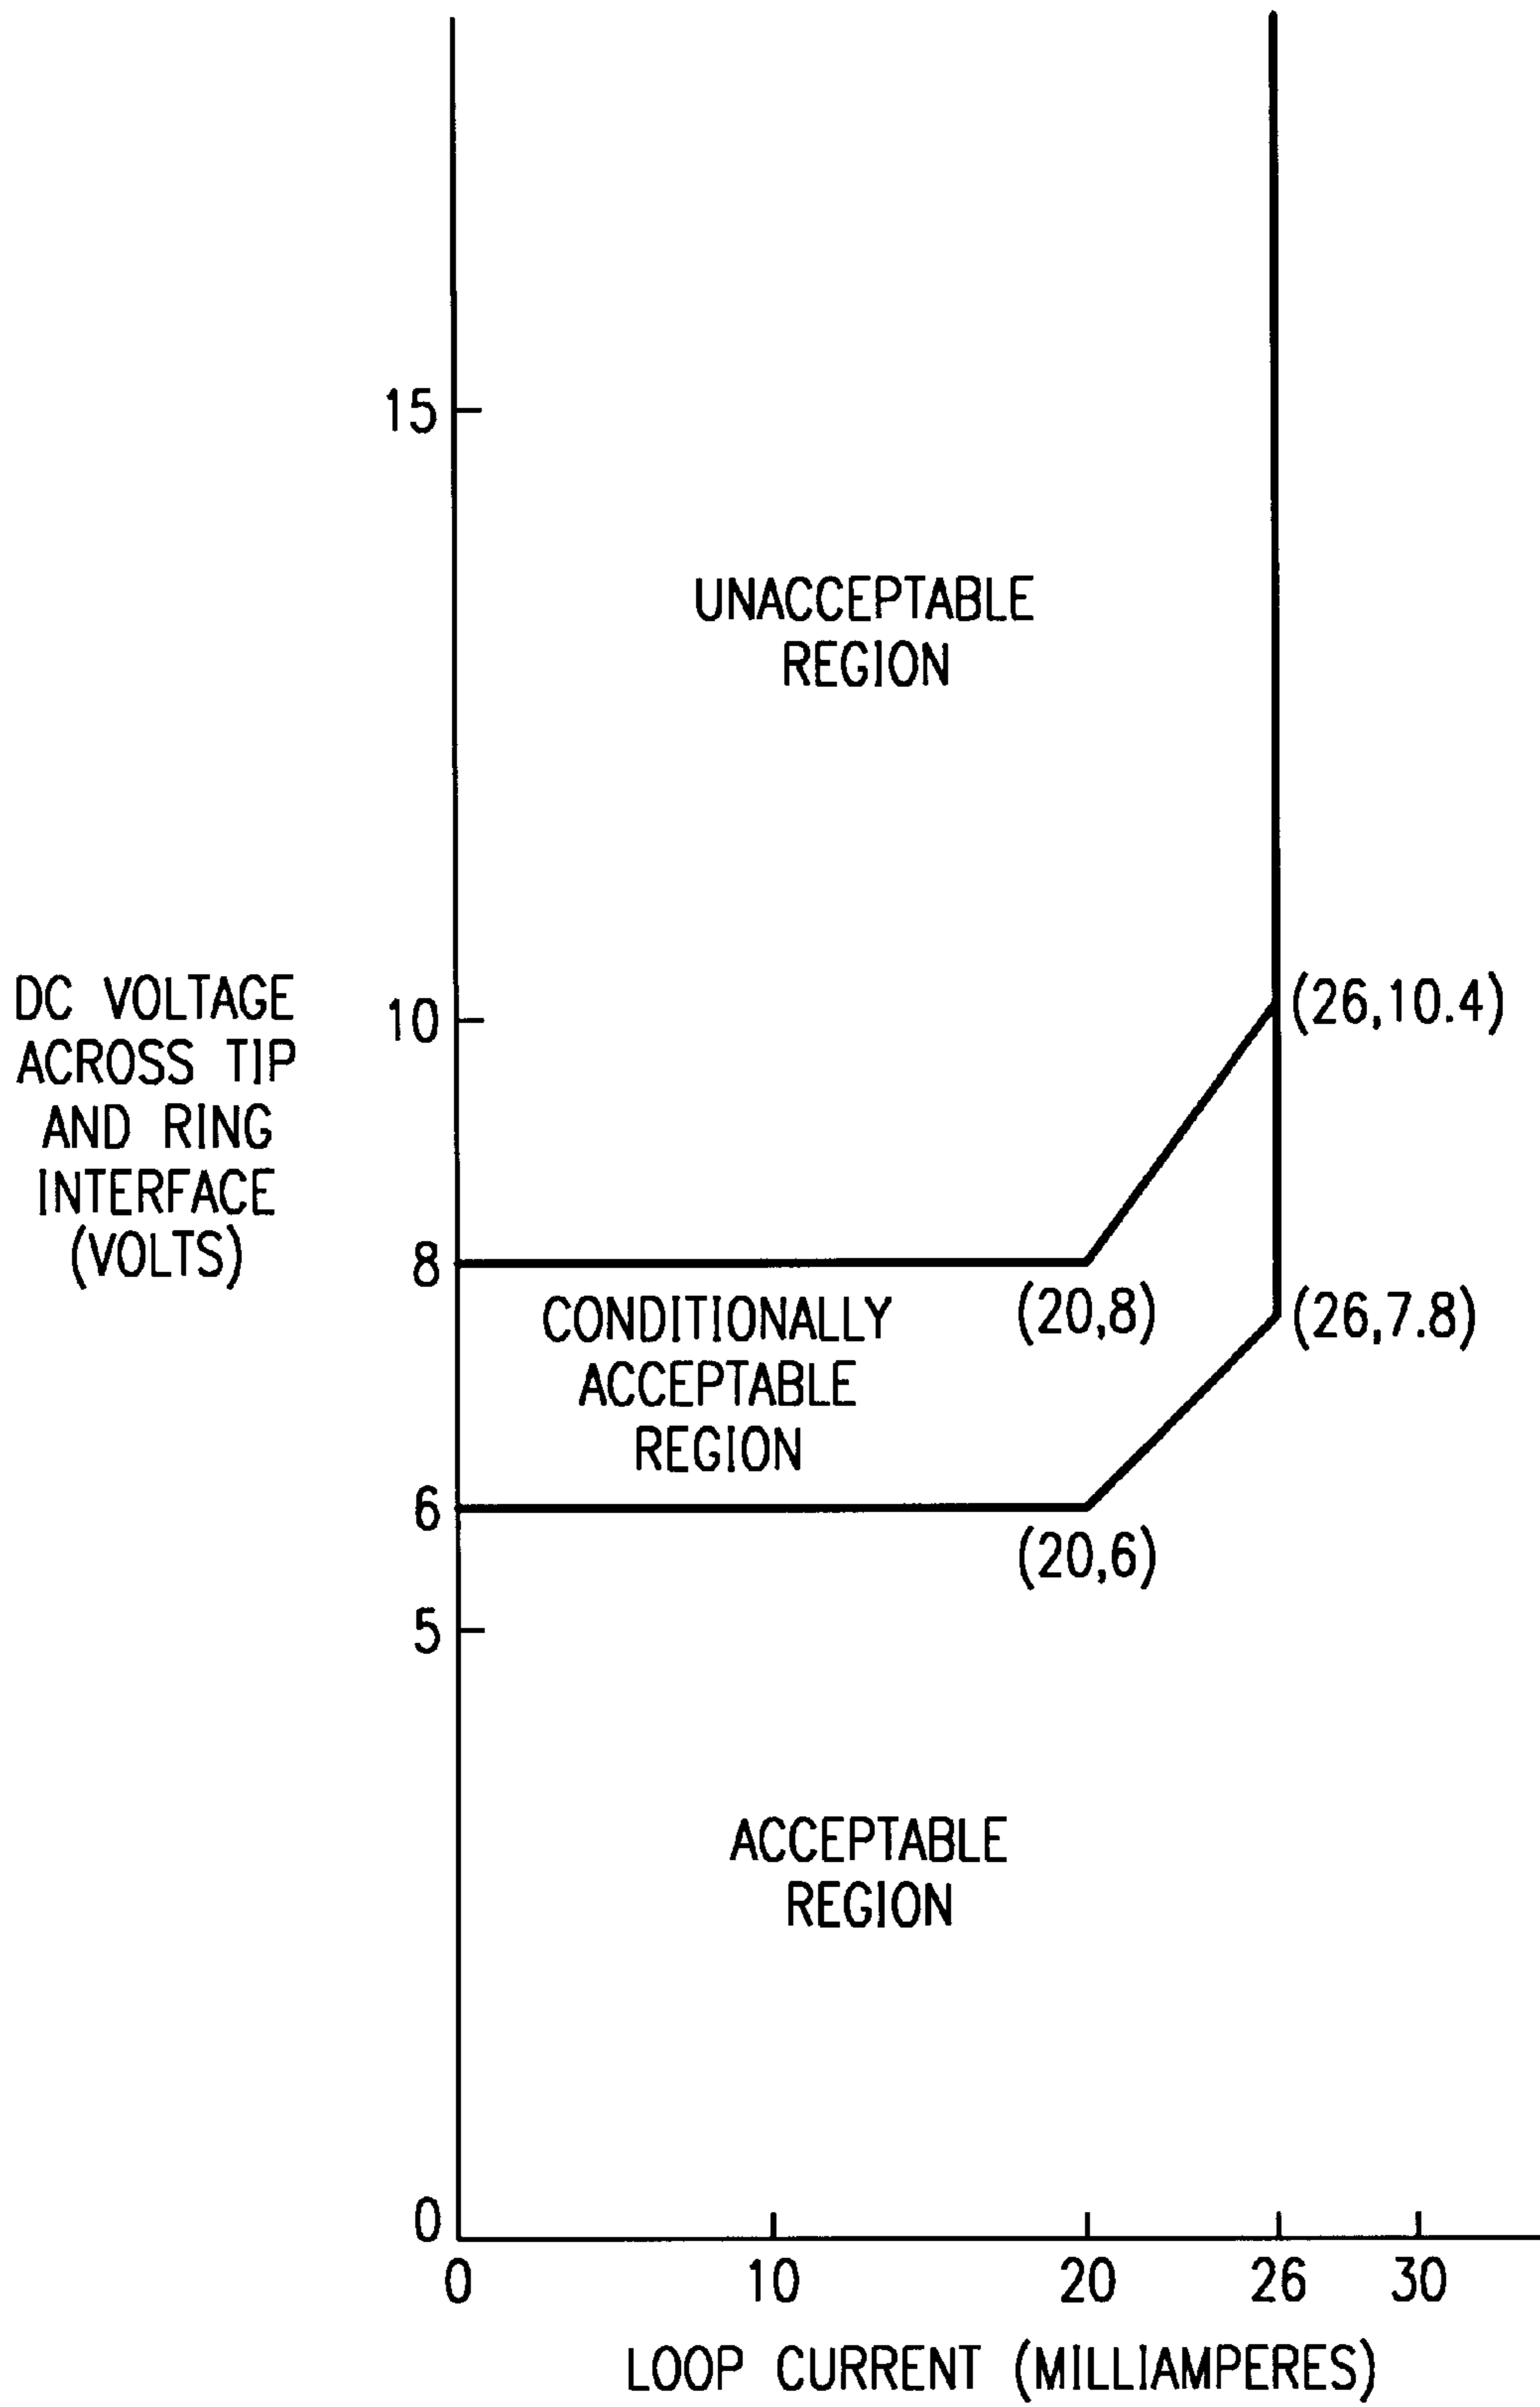 15
UNACCEPTABLE
REGION
DC VOLTAGE
ACROSS TIP
AND RING
INTERFACE
(VOLTS)
10
(26,10.4)
8
(20,8)
(26,7.8)
CONDITIONALLY
ACCEPTABLE
REGION
6
(20,6)
5
ACCEPTABLE
REGION
0
0 10 20 26 30
LOOP CURRENT (MILLIAMPERES)